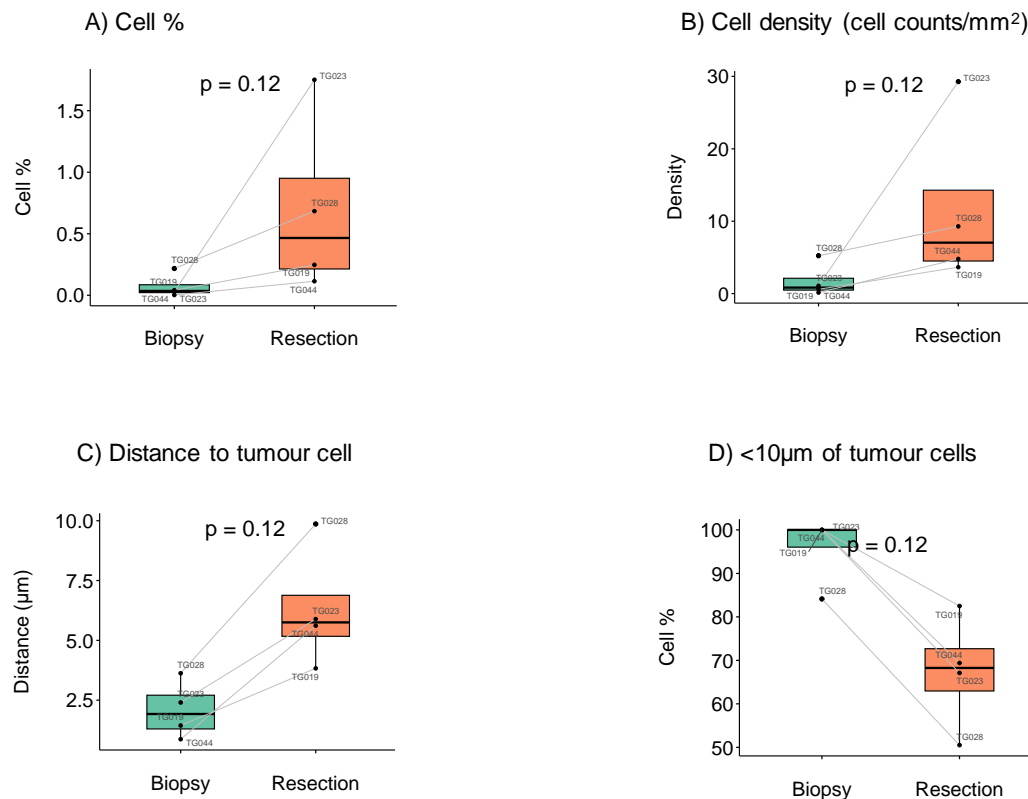 A) Cell %
p = 0.12
TG023
1.5
1.0
0.5
0.0
Cell %
TG028
TG019
TG044
TG028
TG019
TG044
TG023
Biopsy
Resection
B) Cell density (cell counts/mm²)
p = 0.12
TG023
30
20
10
0
Density
TG028
TG044
TG019
TG028
TG023
TG019
TG044
Biopsy
Resection
C) Distance to tumour cell
p = 0.12
TG028
10.0
7.5
5.0
2.5
Distance (μm)
TG023
TG044
TG019
TG028
TG023
TG019
TG044
Biopsy
Resection
D) <10μm of tumour cells
p = 0.12
100
90
80
70
60
50
Cell %
TG023
TG044
TG019
TG028
TG019
TG044
TG023
TG028
Biopsy
Resection